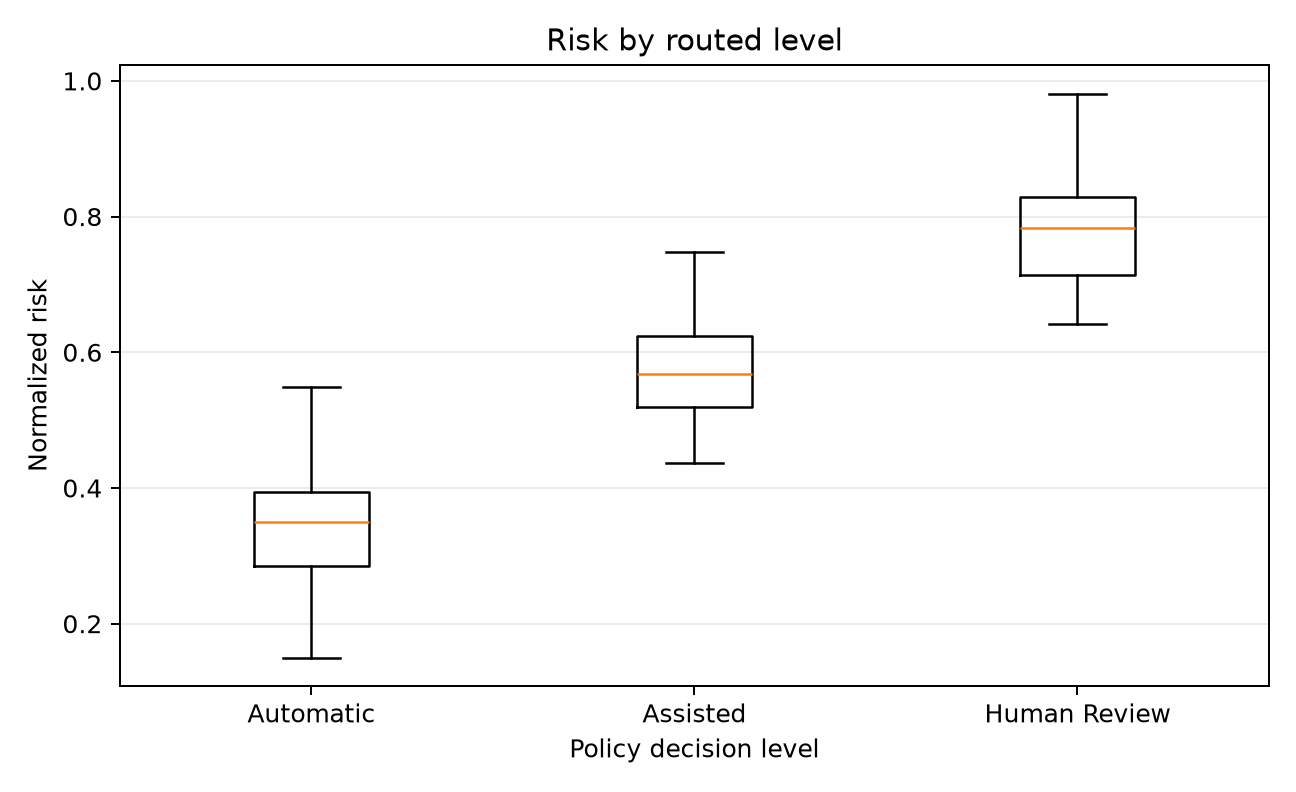 Risk by routed level
1.0
0.8
0.6
0.4
0.2
Normalized risk
Automatic
Assisted
Human Review
Policy decision level